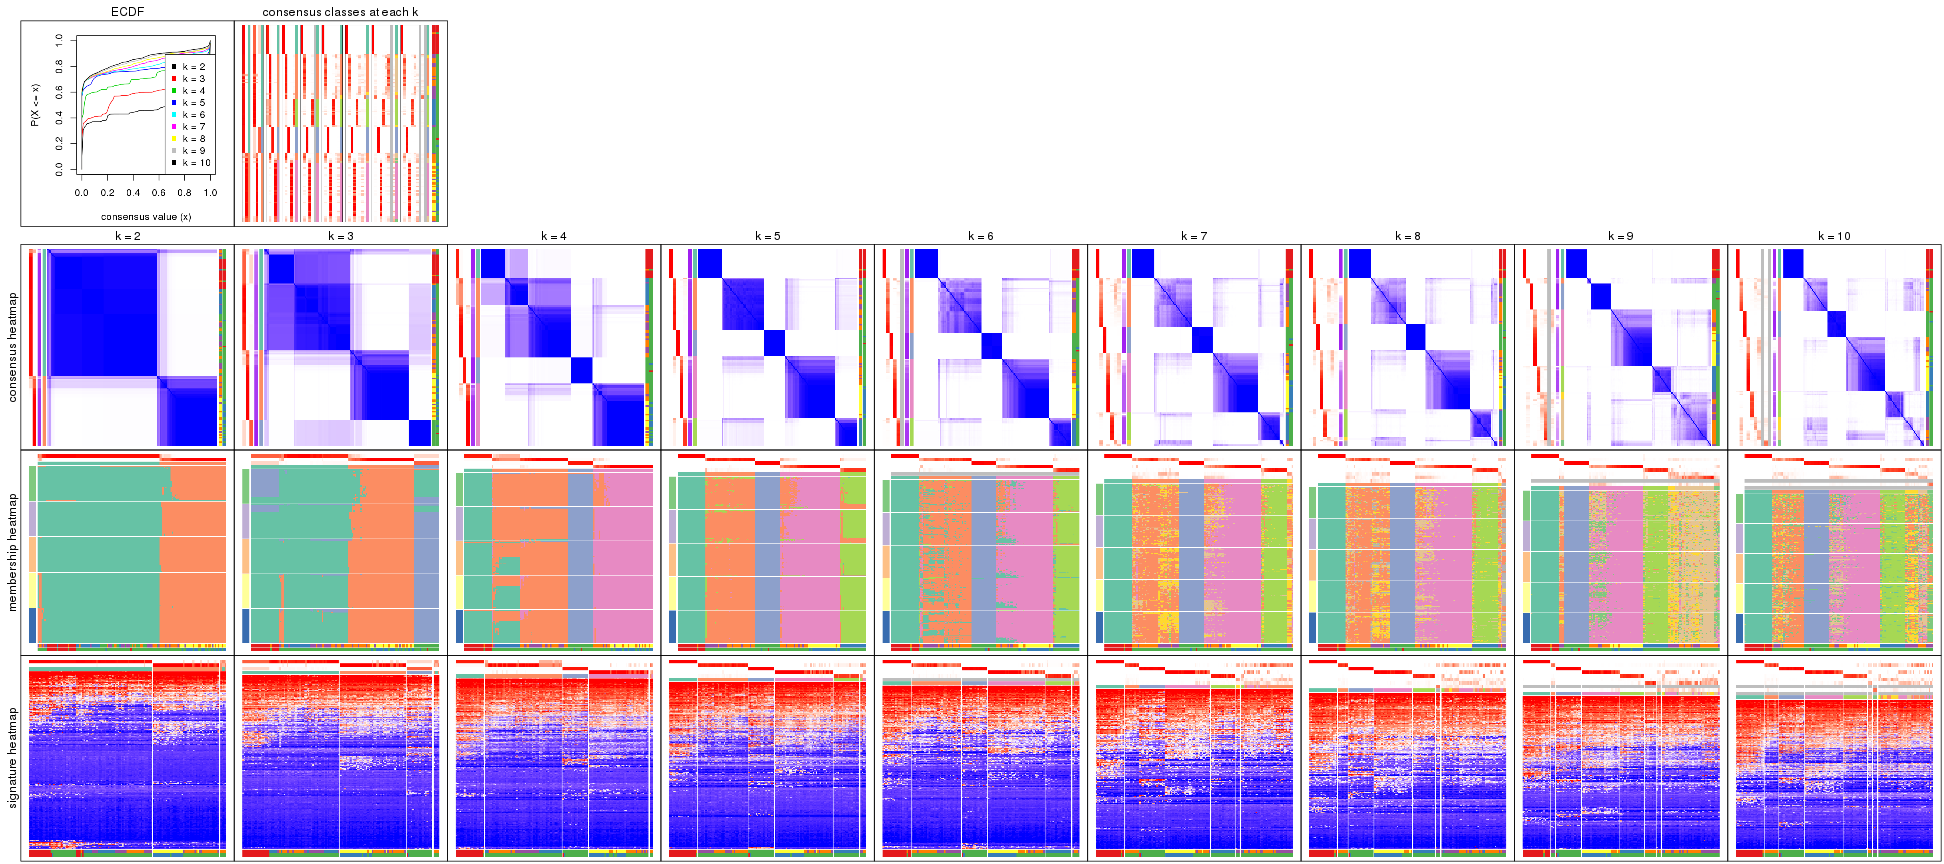 ECDF
consensus classes at each k
P(X <= x)
0.0 0.2 0.4 0.6 0.8 1.0
k = 2
k = 3
k = 4
k = 5
k = 6
k = 7
k = 8
k = 9
k = 10
0.0 0.2 0.4 0.6 0.8 1.0
consensus value (x)
k = 2 k = 3 k = 4 k = 5 k = 6 k = 7 k = 8 k = 9 k = 10
consensus heatmap
membership heatmap
signature heatmap